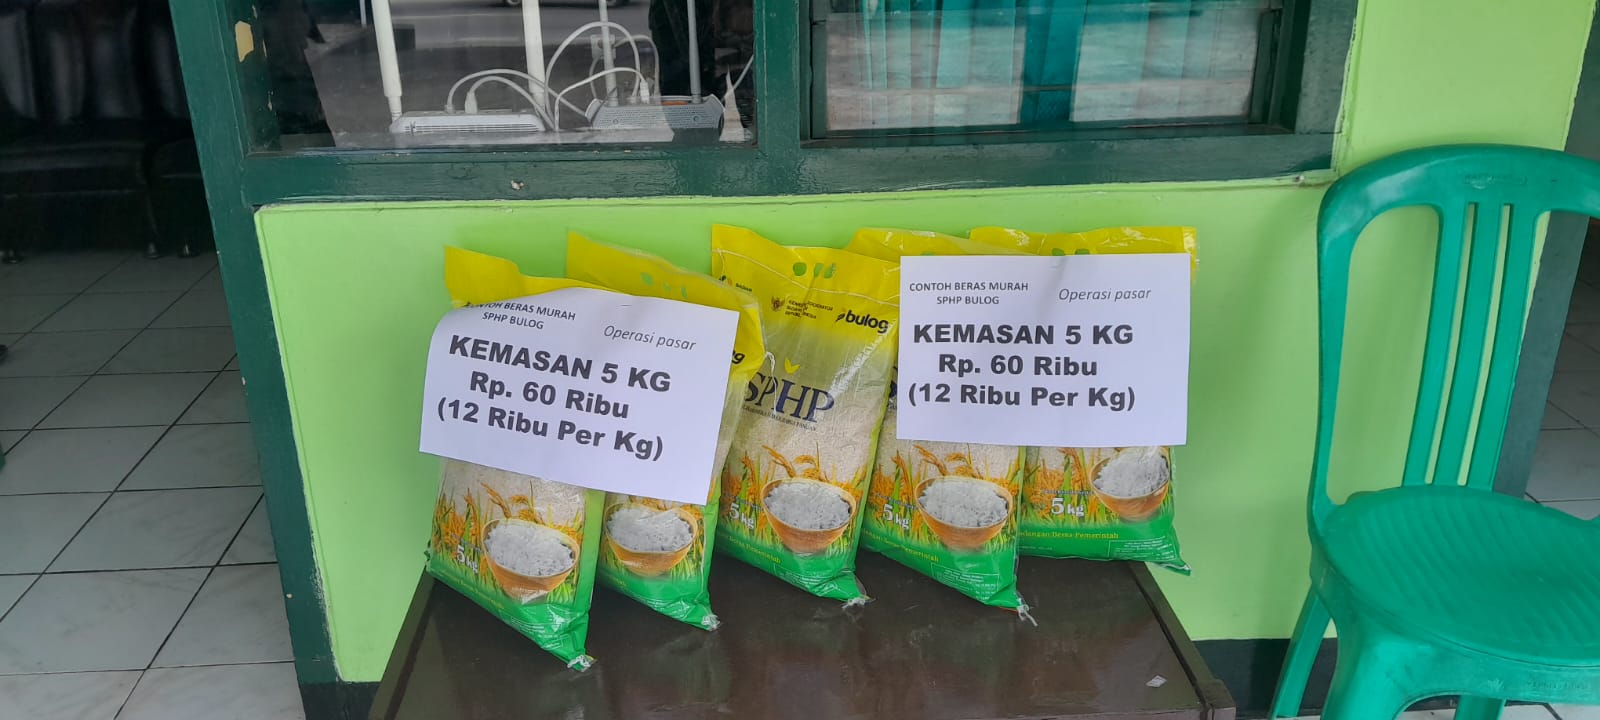 CONTOH BERAS MURAH
SPHP BULOG
Operasi pasar
KEMASAN 5 KG
Rp. 60 Ribu
(12 Ribu Per Kg)
5 kg
bulog
SPHP
5 kg
CONTOH BERAS MURAH
SPHP BULOG
Operasi pasar
KEMASAN 5 KG
Rp. 60 Ribu
(12 Ribu Per Kg)
5 kg
5 kg